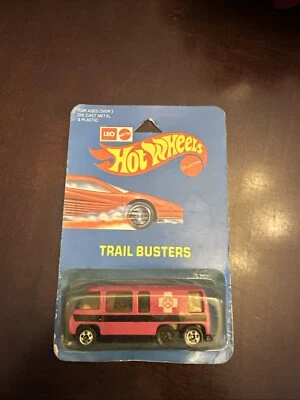 FOR AGES OVER 3
DIE CAST METAL
& PLASTIC
LEO
HOT WHEELS
TRAIL BUSTERS